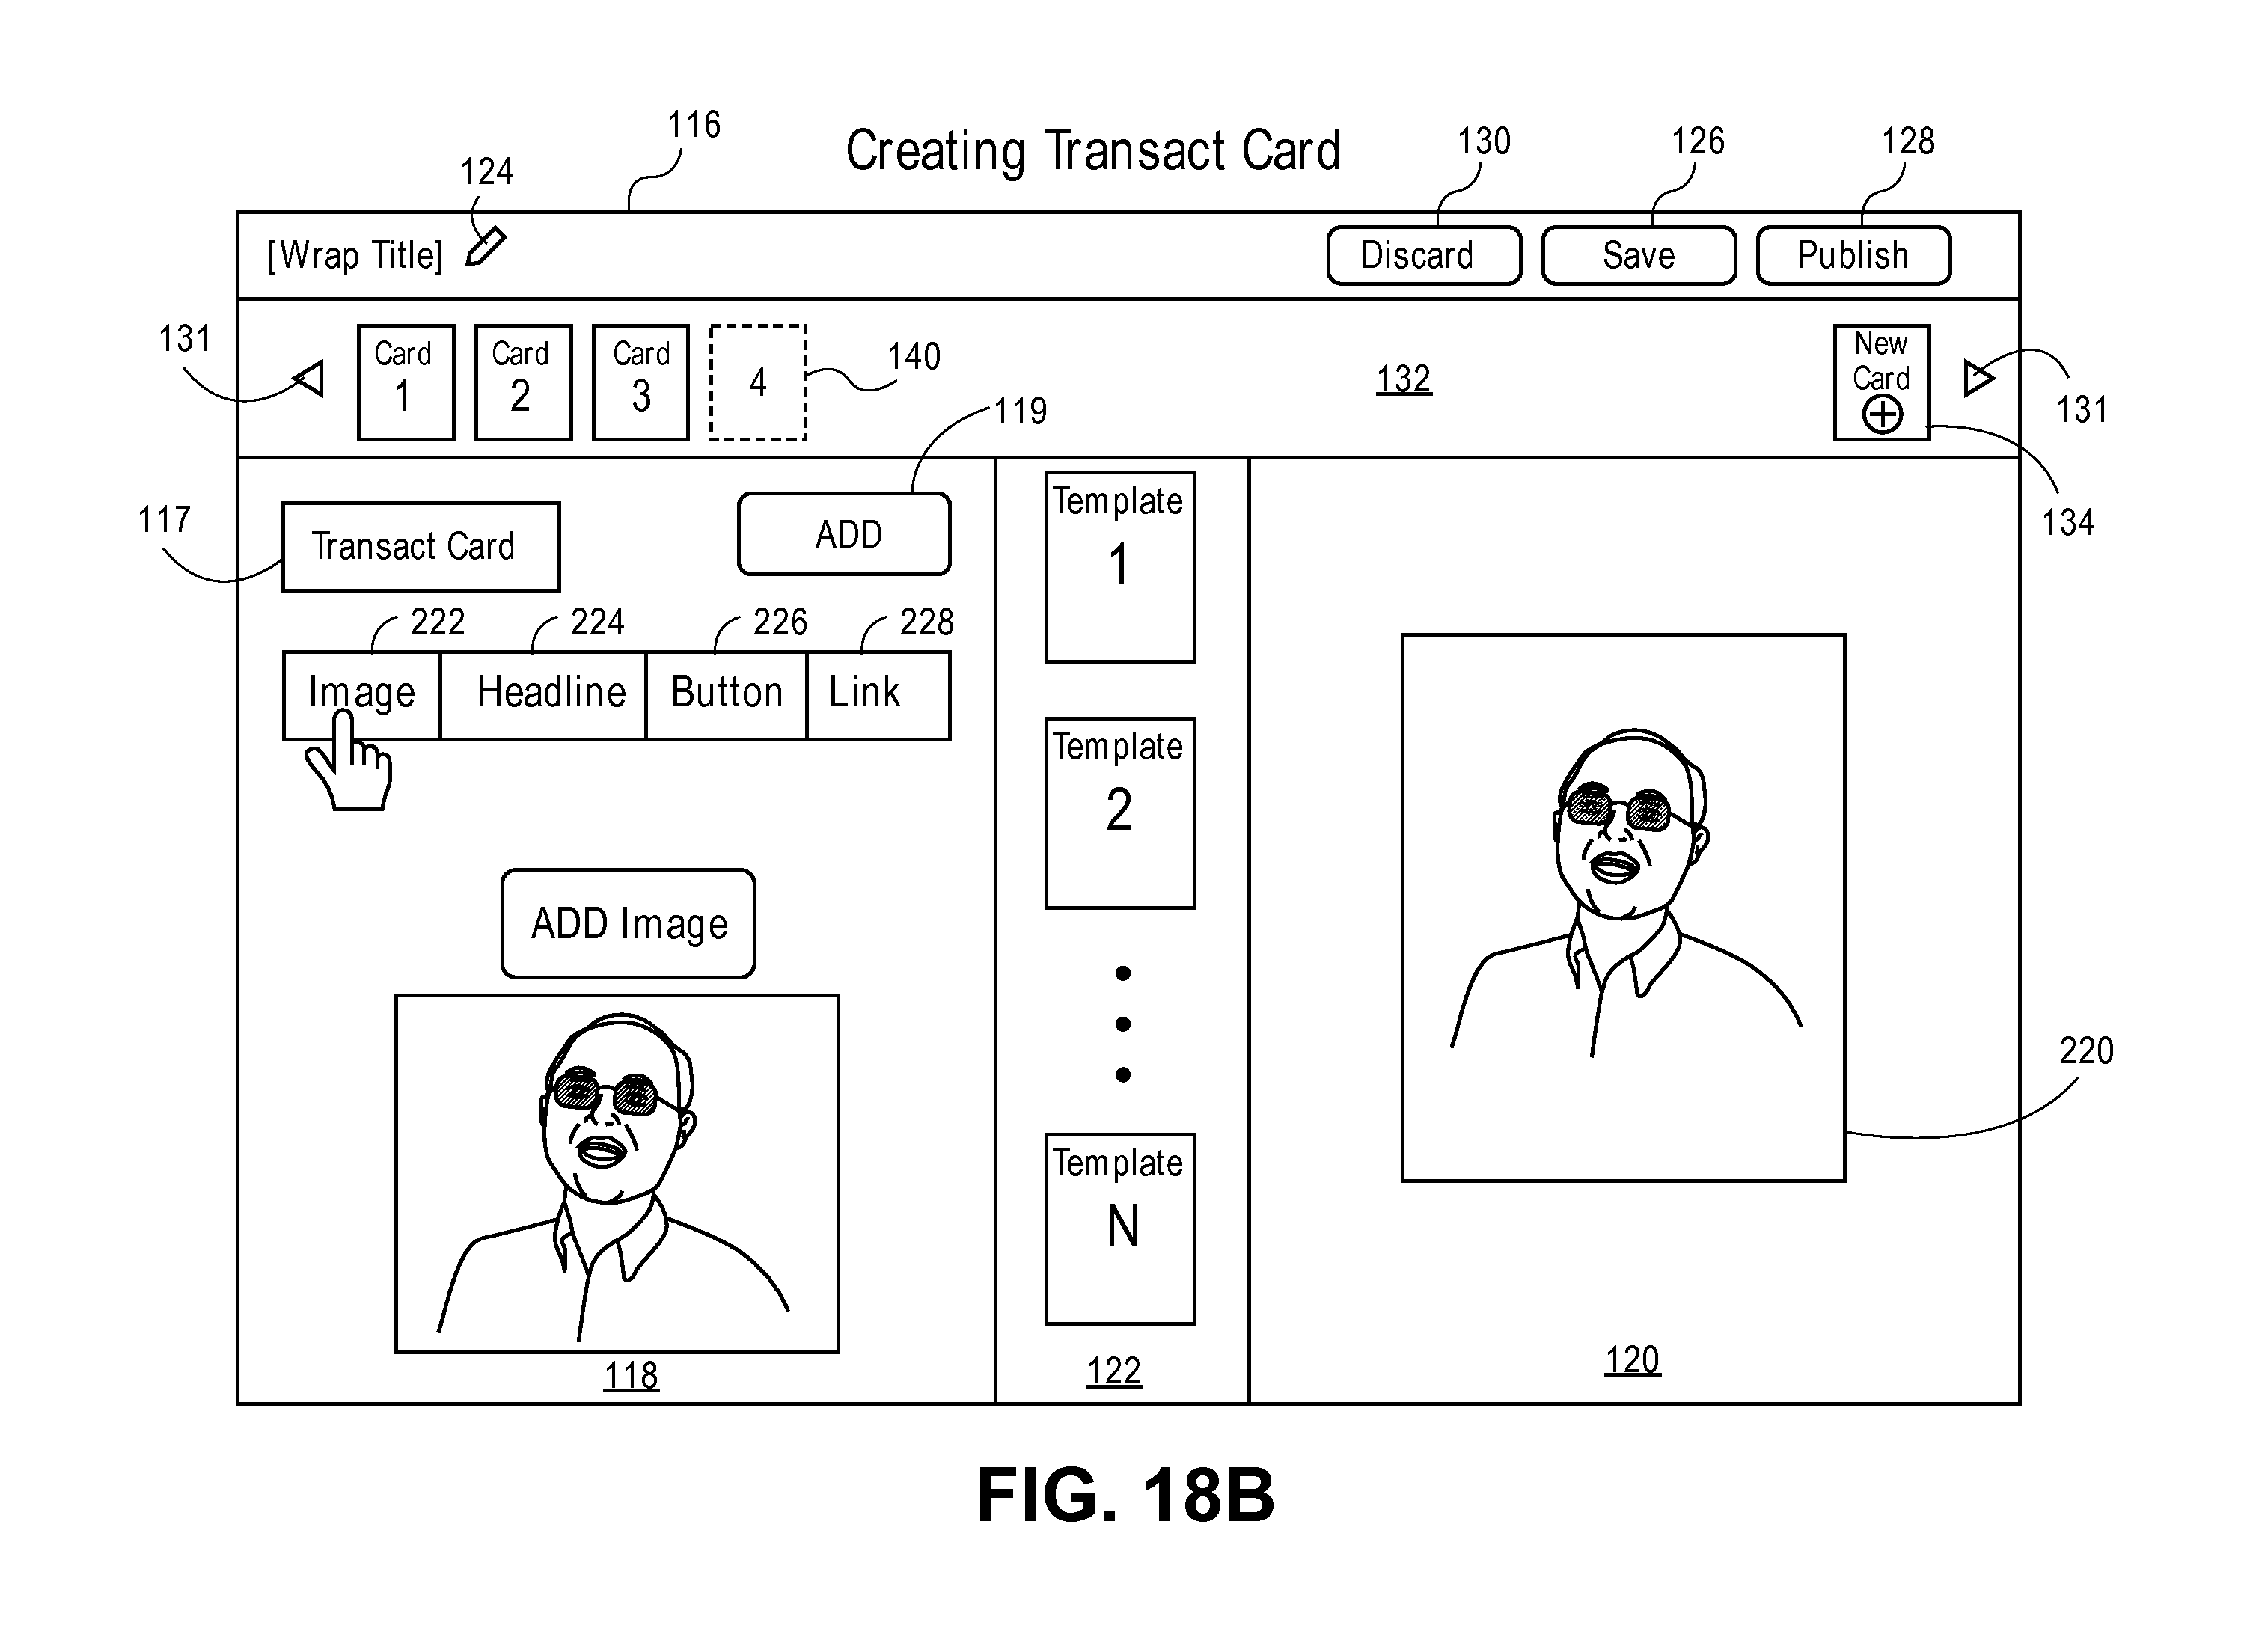 116
Creating Transact Card
130
126
128
124
[Wrap Title]
Discard
Save
Publish
131
Card
1
Card
2
Card
3
4
140
132
New
Card
131
119
134
117
Transact Card
ADD
222
224
226
228
Image
Headline
Button
Link
ADD Image
118
Template
1
Template
2
Template
N
122
220
120
FIG. 18B